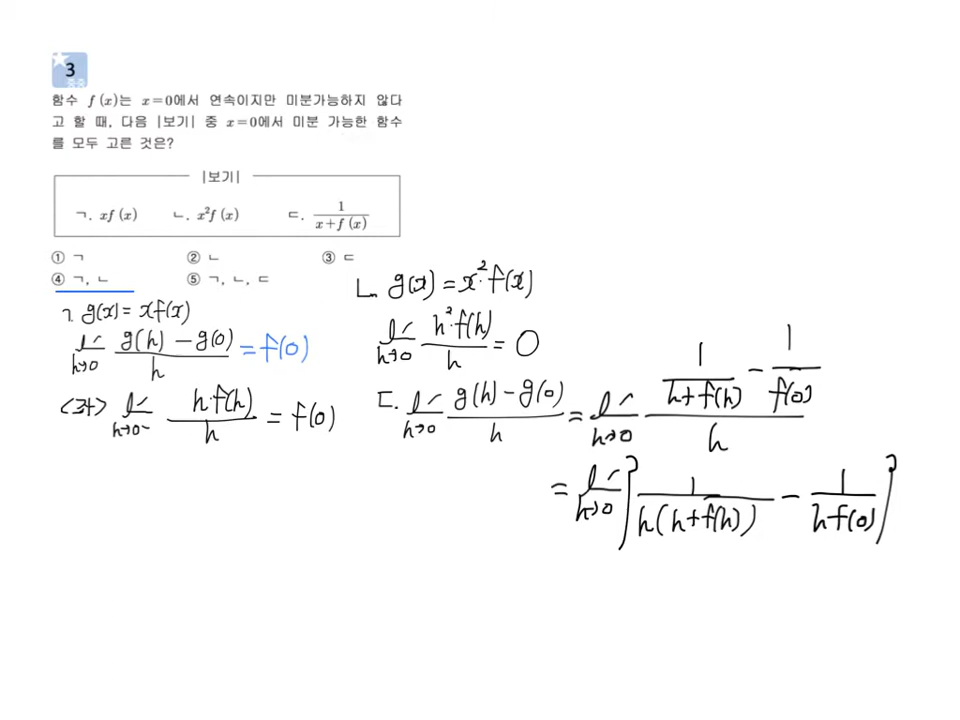 3
함수 f(x)는 x=0에서 연속이지만 미분가능하지 않다
고 할 때, 다음 |보기| 중 x=0에서 미분 가능한 함수
를 모두 고른 것은?
|보기|
ㄱ. xf(x) ㄴ. x²f(x) ㄷ. 1/(x+f(x))
① ㄱ ② ㄴ ③ ㄷ
④ ㄱ, ㄴ ⑤ ㄱ, ㄴ, ㄷ
ㄱ. g(x)=xf(x)
lim h→0 (g(h)-g(0))/h = f(0)
<좌> lim h→0- (h·f(h))/h = f(0)
ㄴ. g(x)=x²·f(x)
lim h→0 (h²·f(h))/h = 0
ㄷ. lim h→0 (g(h)-g(0))/h = lim h→0 (1/(h+f(h)) - 1/f(0))/h
= lim h→0 {1/(h(h+f(h))) - 1/(hf(0))}